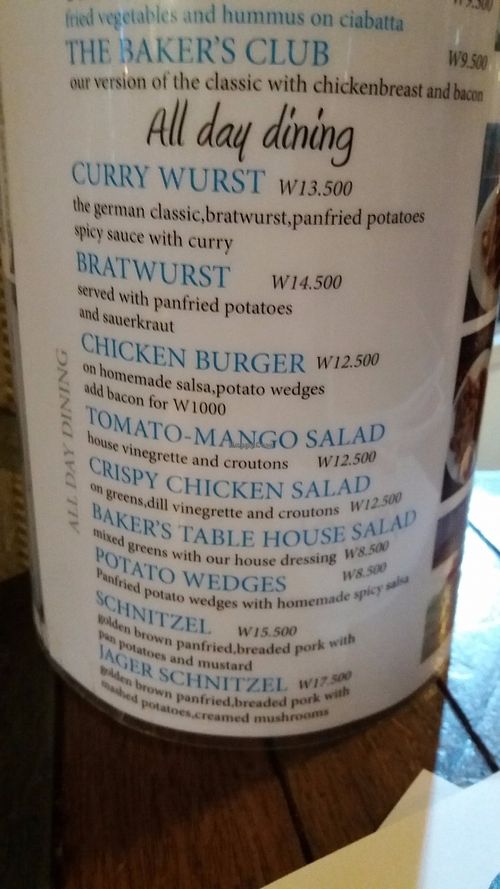 fried vegetables and hummus on ciabatta
THE BAKER'S CLUB W9.500
our version of the classic with chickenbreast and bacon
All day dining
CURRY WURST W13.500
the german classic,bratwurst,panfried potatoes
spicy sauce with curry
BRATWURST W14.500
served with panfried potatoes
and sauerkraut
CHICKEN BURGER W12.500
on homemade salsa,potato wedges
add bacon for W1000
TOMATO-MANGO SALAD
house vinegrette and croutons W12.500
CRISPY CHICKEN SALAD
on greens,dill vinegrette and croutons W12.500
BAKER'S TABLE HOUSE SALAD
mixed greens with our house dressing W8.500
POTATO WEDGES W8.500
Panfried potato wedges with homemade spicy salsa
SCHNITZEL W15.500
golden brown panfried,breaded pork with
pan potatoes and mustard
JAGER SCHNITZEL W17.500
golden brown panfried,breaded pork with
mashed potatoes,creamed mushrooms
ALL DAY DINING